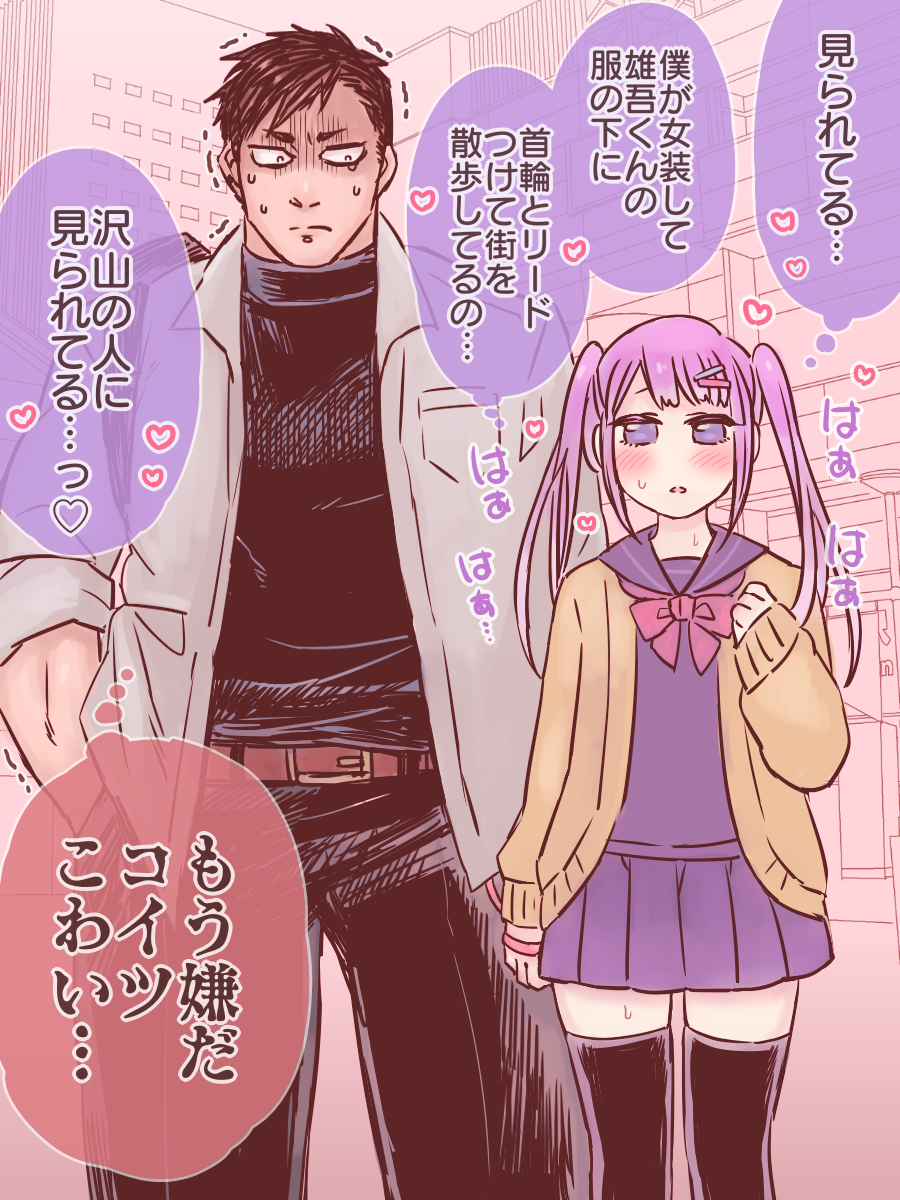 見られてる…
僕が女装して
雄吾くんの
服の下に
首輪とリード
つけて街を
散歩してるの…
沢山の人に
見られてる…っ♡
はぁ
はぁ
はぁ
はぁ…
もう嫌だ
コイツ
こわい…